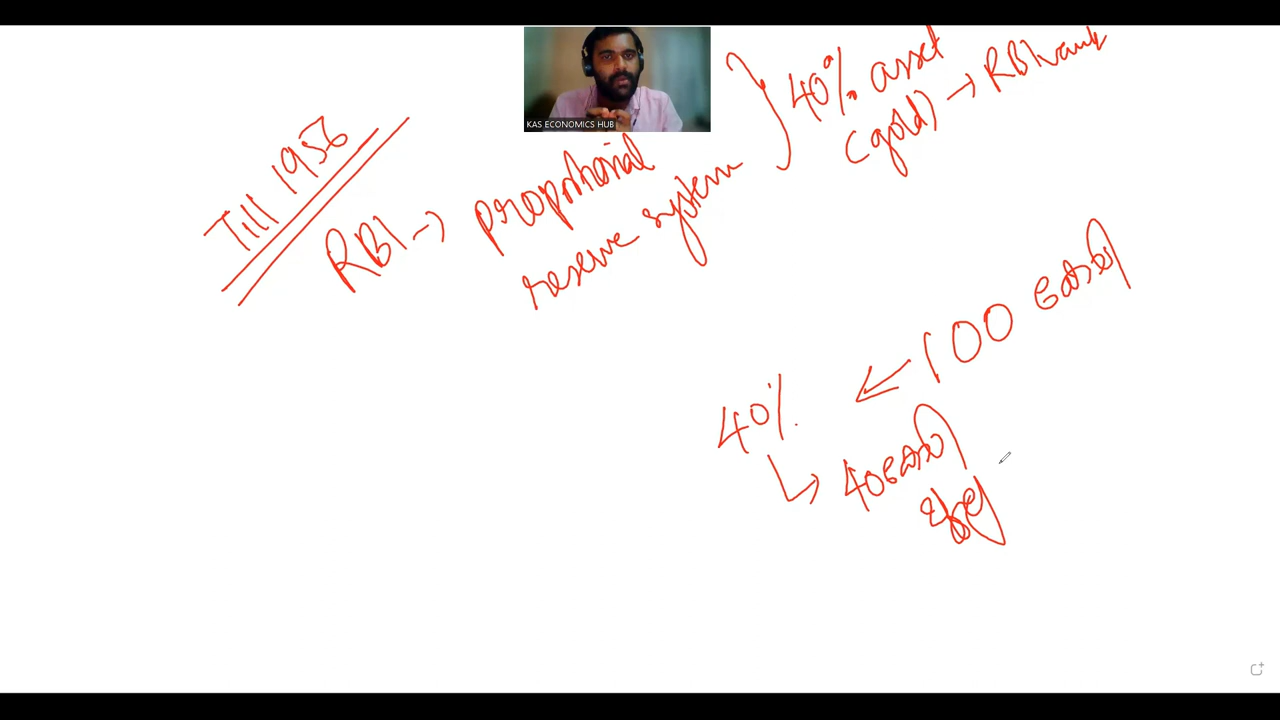 KAS ECONOMICS HUB
Till 1956
RBI → proportional
reserve system
40% asset
(gold) → RBI
100 കോടി
40%
40 കോടി